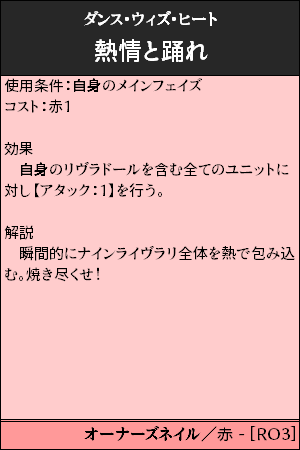 ダンス・ウィズ・ヒート
熱情と踊れ
使用条件：自身のメインフェイズ
コスト：赤1
効果
　自身のリヴラドールを含む全てのユニットに
対し【アタック：1】を行う。
解説
　瞬間的にナインライヴラリ全体を熱で包み込
む。焼き尽くせ！
オーナーズネイル／赤 - [RO3]